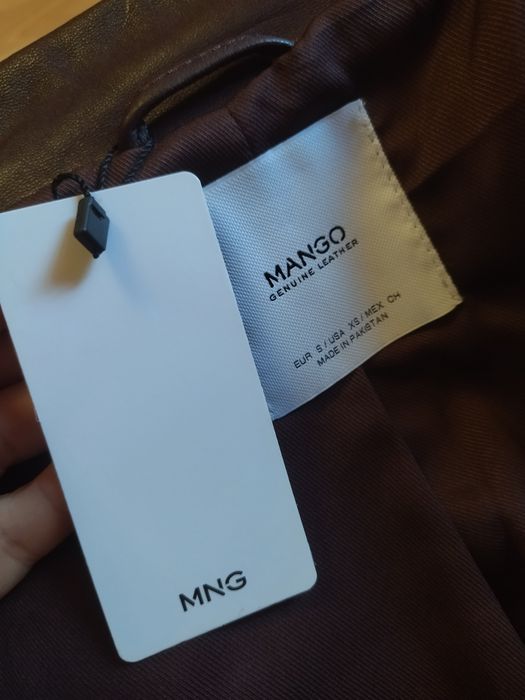 MANGO
GENUINE LEATHER
EUR S / USA XS / MEX CH
MADE IN PAKISTAN
MNG